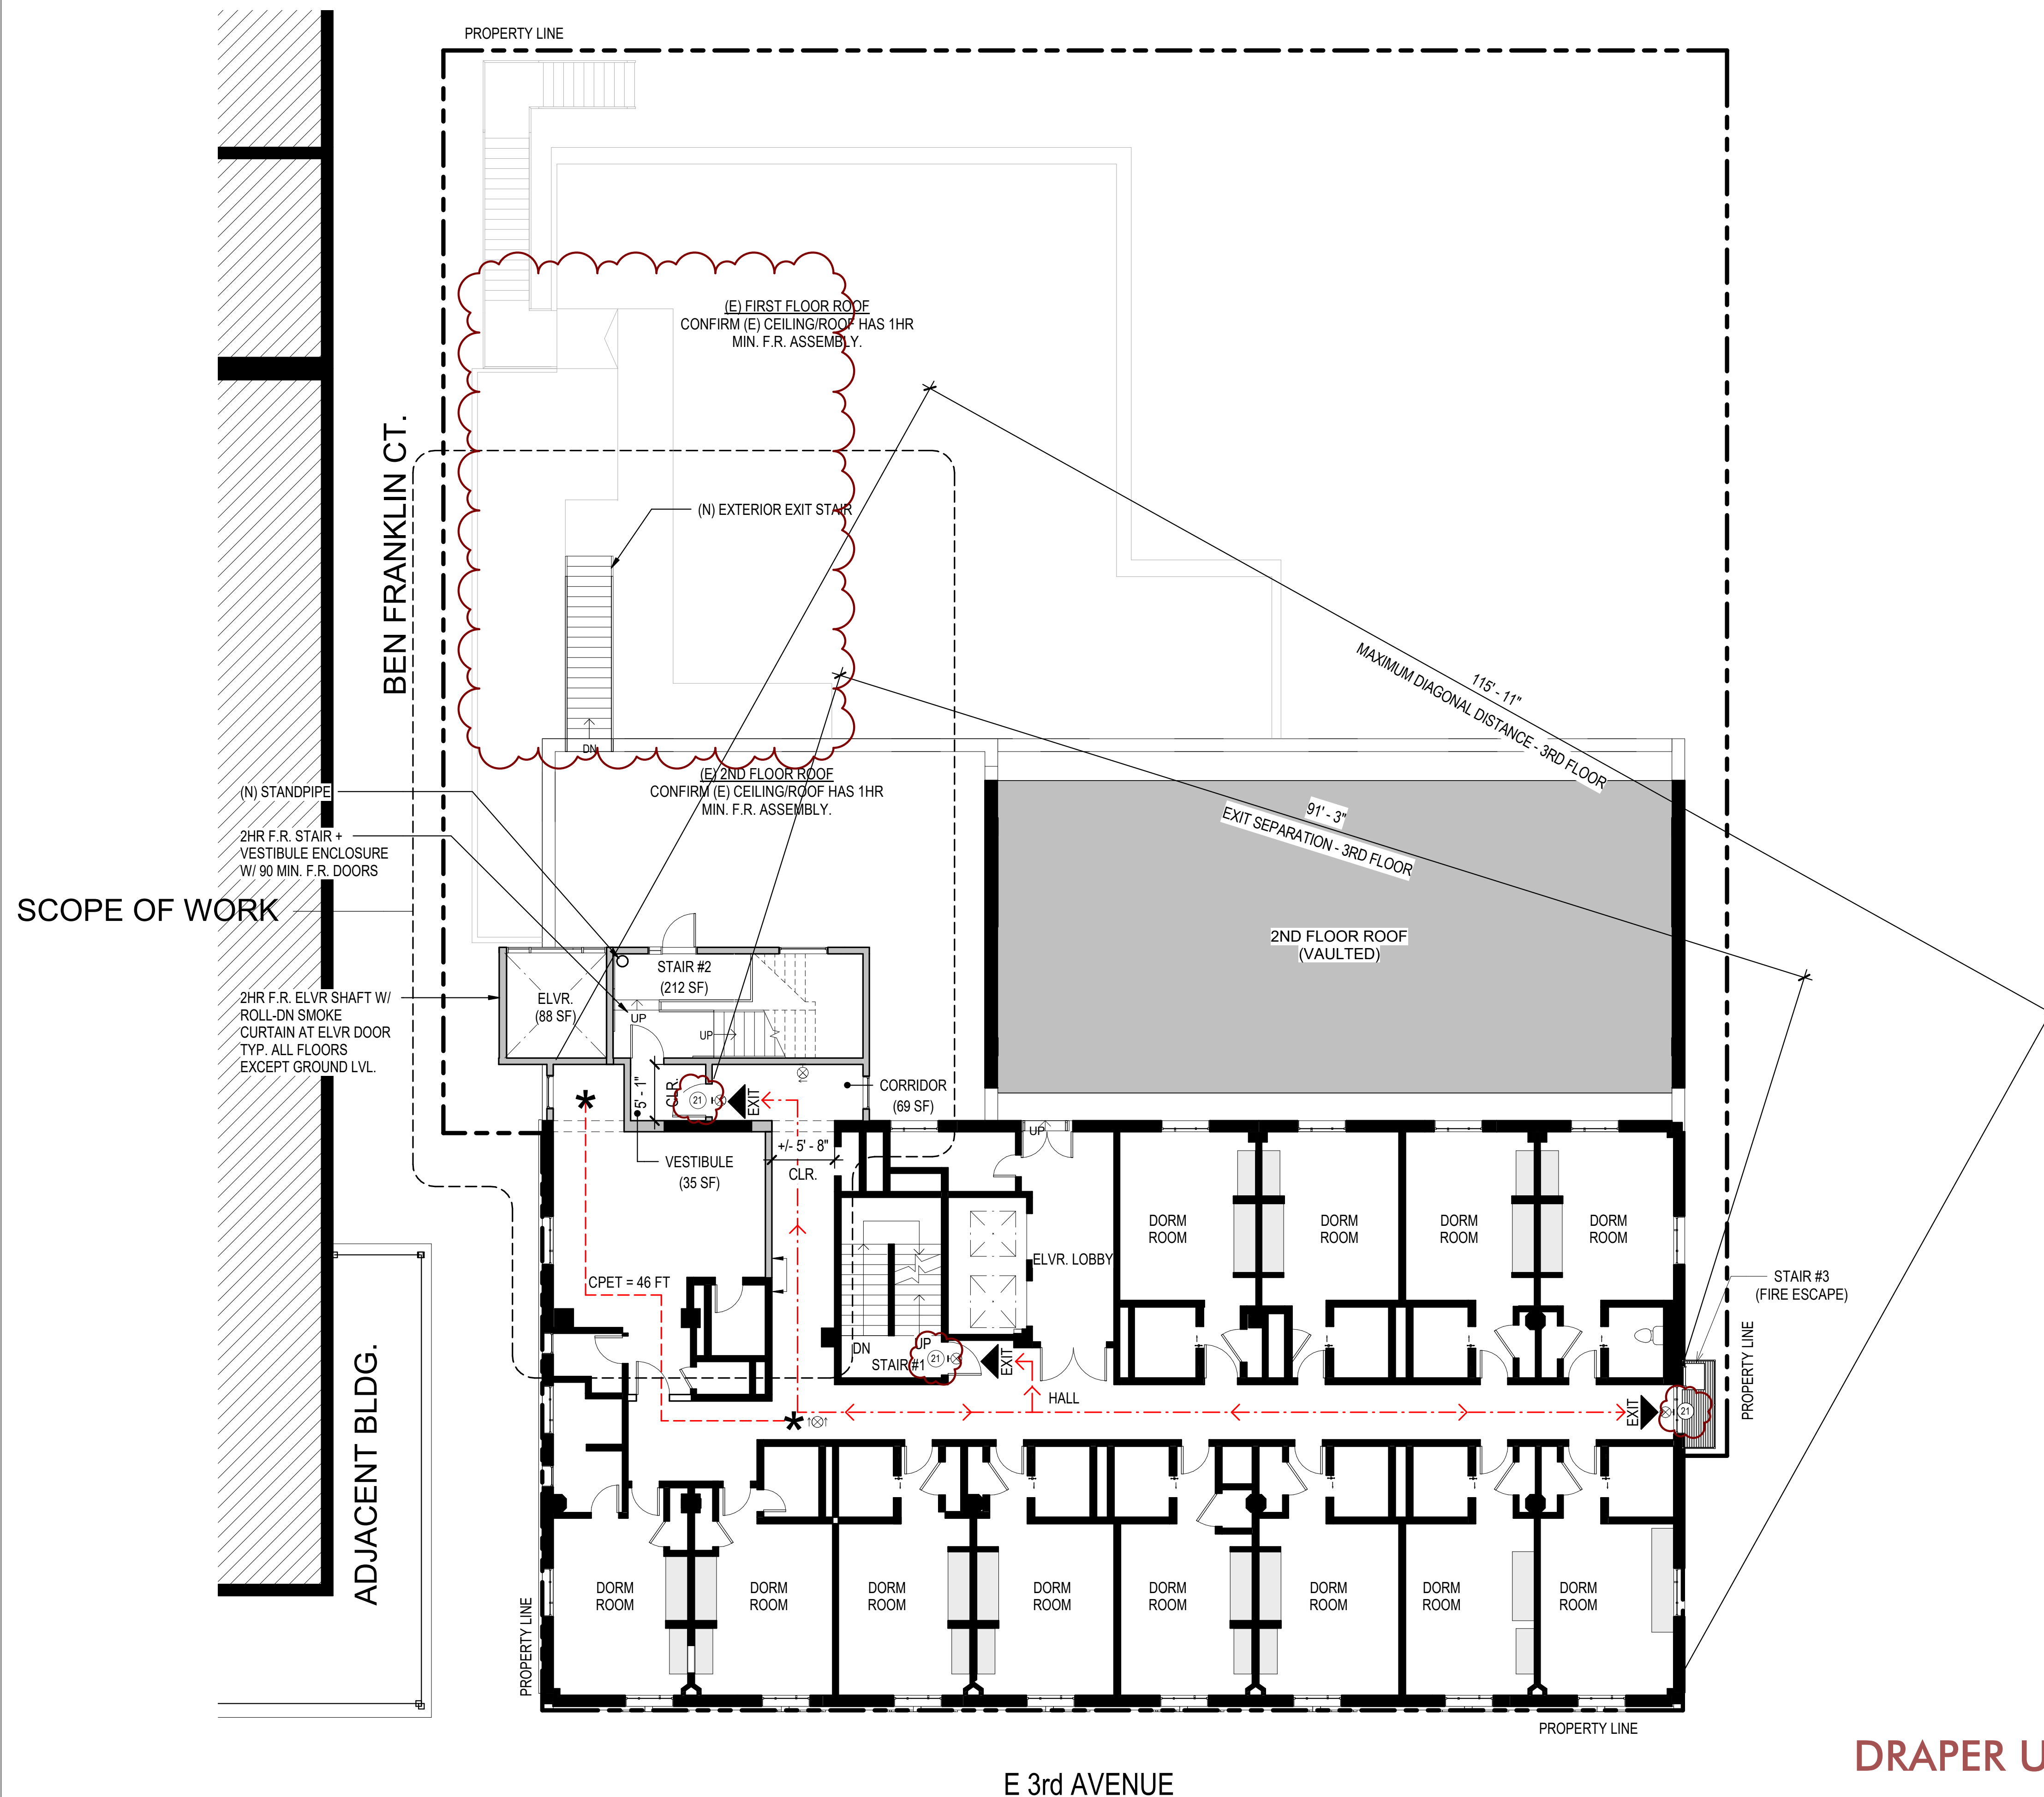 PROPERTY LINE
(E) FIRST FLOOR ROOF
CONFIRM (E) CEILING/ROOF HAS 1HR
MIN. F.R. ASSEMBLY.
BEN FRANKLIN CT.
(N) EXTERIOR EXIT STAIR
115' - 11"
MAXIMUM DIAGONAL DISTANCE - 3RD FLOOR
DN
(E) 2ND FLOOR ROOF
CONFIRM (E) CEILING/ROOF HAS 1HR
MIN. F.R. ASSEMBLY.
91' - 3"
EXIT SEPARATION - 3RD FLOOR
(N) STANDPIPE
2HR F.R. STAIR +
VESTIBULE ENCLOSURE
W/ 90 MIN. F.R. DOORS
SCOPE OF WORK
2ND FLOOR ROOF
(VAULTED)
STAIR #2
(212 SF)
ELVR.
(88 SF)
UP
UP
2HR F.R. ELVR SHAFT W/
ROLL-DN SMOKE
CURTAIN AT ELVR DOOR
TYP. ALL FLOORS
EXCEPT GROUND LVL.
5' - 1"
CLR.
21
EXIT
CORRIDOR
(69 SF)
UP
+/- 5' - 8"
CLR.
VESTIBULE
(35 SF)
DORM
ROOM
DORM
ROOM
DORM
ROOM
DORM
ROOM
ELVR. LOBBY
CPET = 46 FT
STAIR #3
(FIRE ESCAPE)
DN
UP
STAIR #1
21
EXIT
HALL
EXIT
21
PROPERTY LINE
ADJACENT BLDG.
DORM
ROOM
DORM
ROOM
DORM
ROOM
DORM
ROOM
DORM
ROOM
DORM
ROOM
DORM
ROOM
DORM
ROOM
PROPERTY LINE
PROPERTY LINE
DRAPER U
E 3rd AVENUE